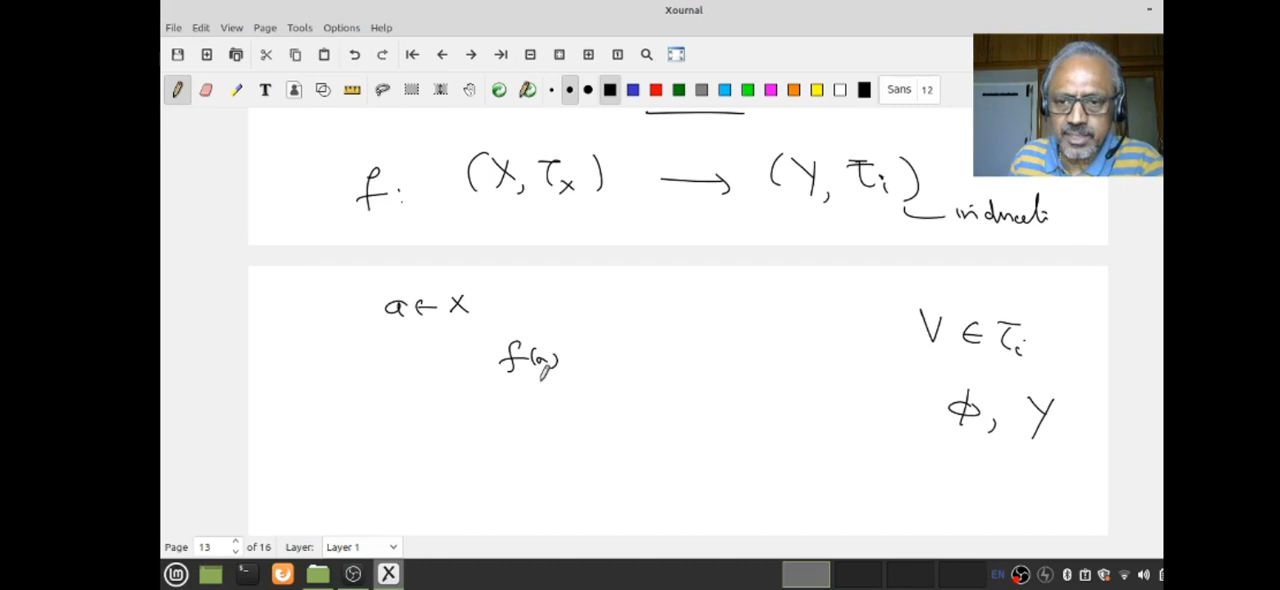 Xournal
File Edit View Page Tools Options Help
Sans 12
f: (X, τₓ) ⟶ (Y, τᵢ)
a ∈ X
V ∈ τᵢ
f(a)
ϕ, Y
Page 13 of 16 Layer: Layer 1
EN